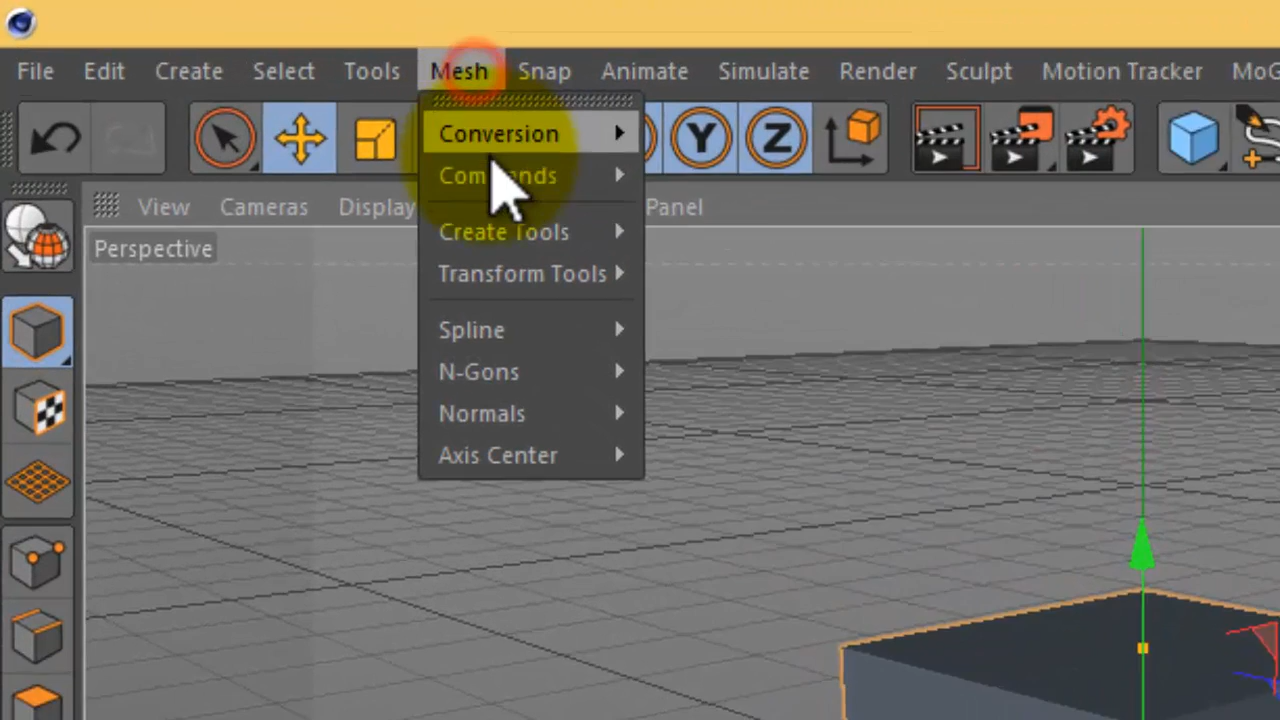 File Edit Create Select Tools Mesh Snap Animate Simulate Render Sculpt Motion Tracker MoG
Conversion
Y Z
Commands
View Cameras Display Panel
Create Tools
Perspective
Transform Tools
Spline
N-Gons
Normals
Axis Center